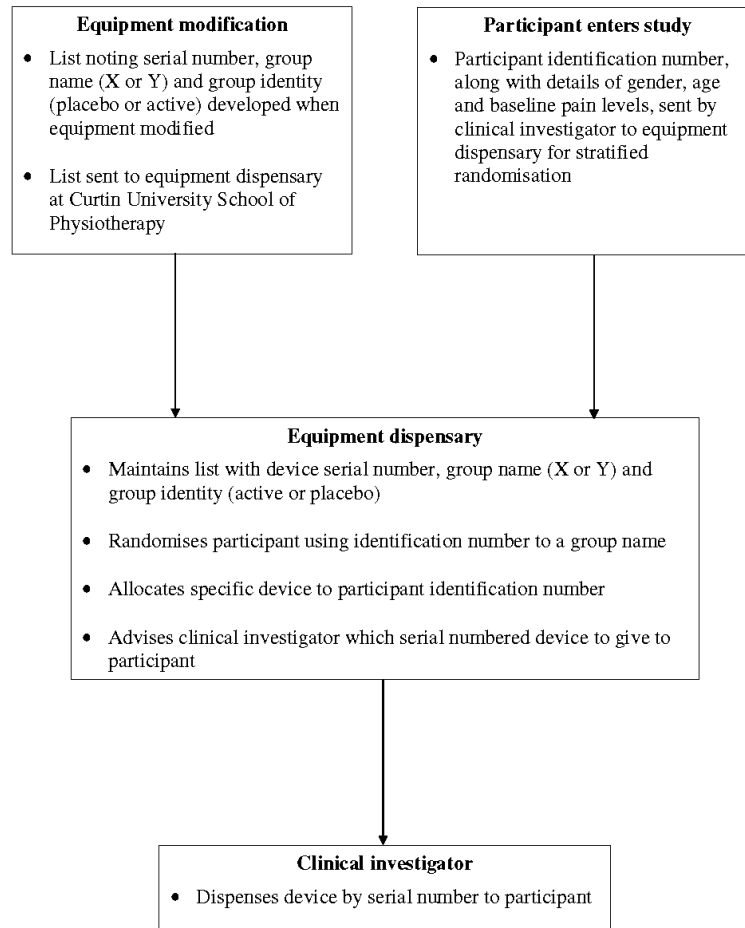 Equipment modification
• List noting serial number, group
name (X or Y) and group identity
(placebo or active) developed when
equipment modified
• List sent to equipment dispensary
at Curtin University School of
Physiotherapy
Participant enters study
• Participant identification number,
along with details of gender, age
and baseline pain levels, sent by
clinical investigator to equipment
dispensary for stratified
randomisation
Equipment dispensary
• Maintains list with device serial number, group name (X or Y) and
group identity (active or placebo)
• Randomises participant using identification number to a group name
• Allocates specific device to participant identification number
• Advises clinical investigator which serial numbered device to give to
participant
Clinical investigator
• Dispenses device by serial number to participant